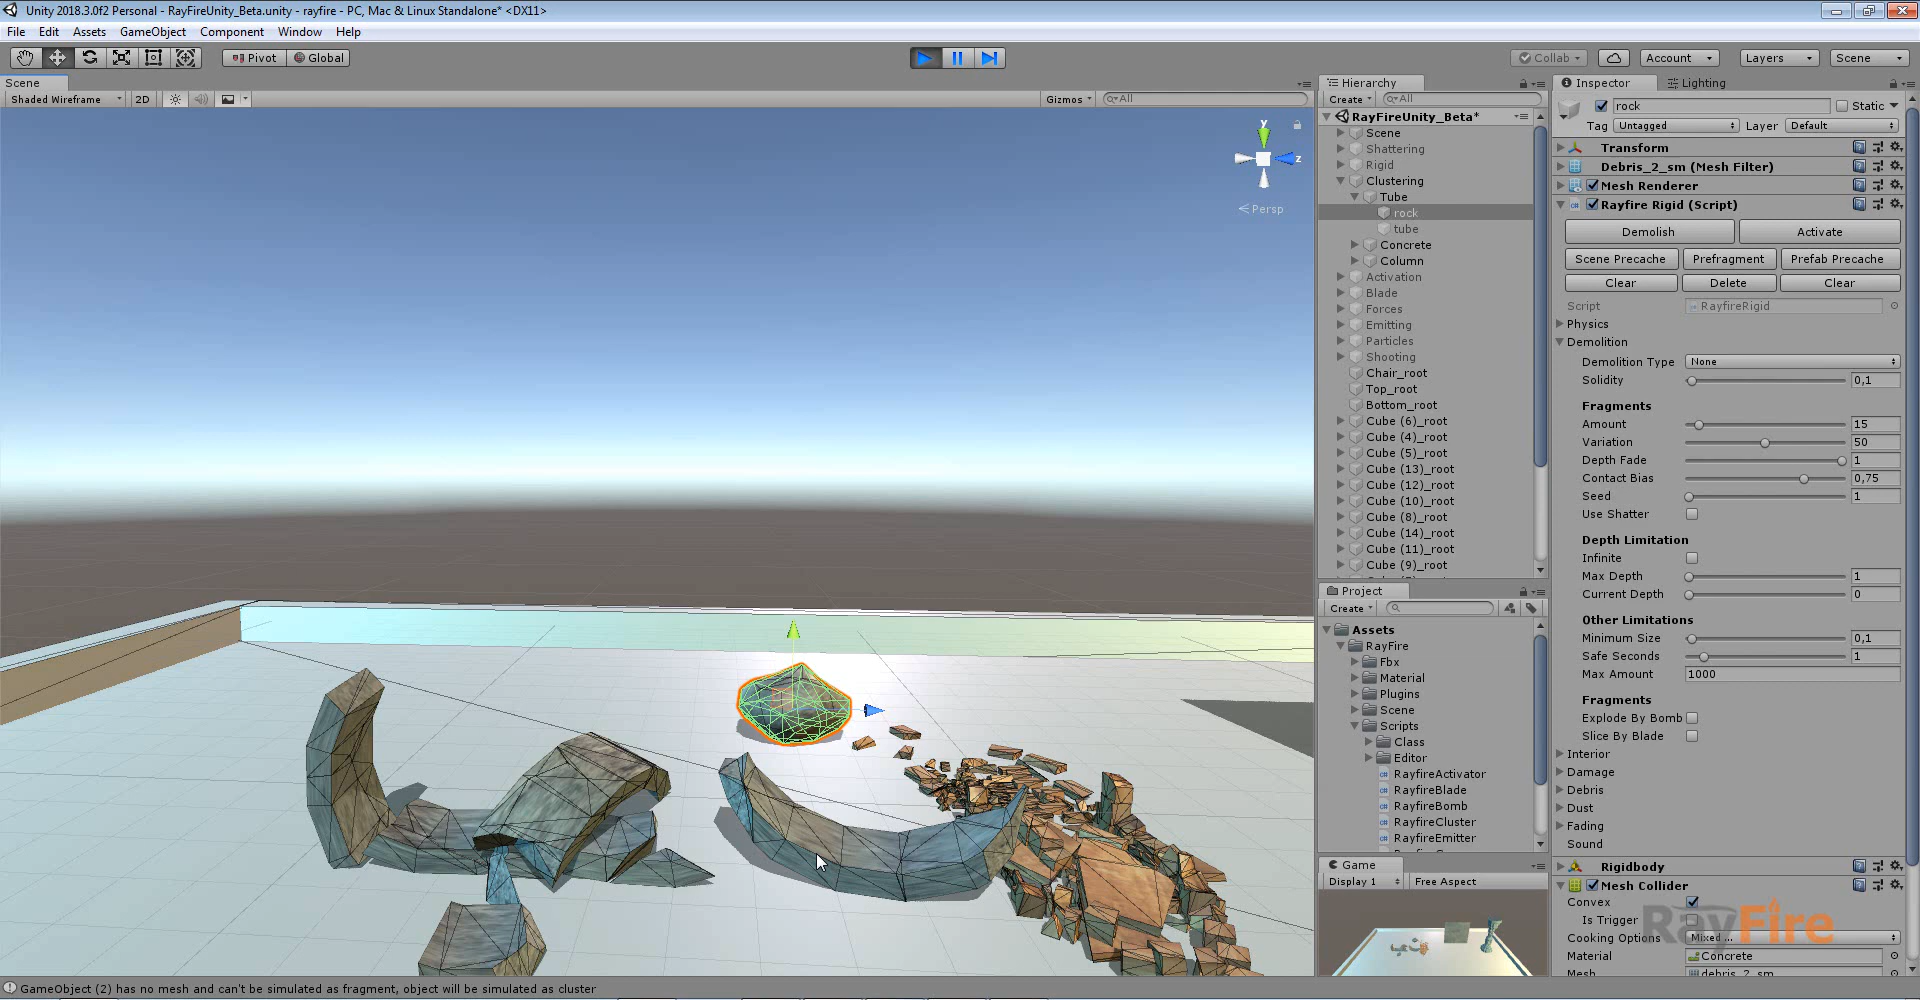 Unity 2018.3.0f2 Personal - RayFireUnity_Beta.unity - rayfire - PC, Mac & Linux Standalone* <DX11>
File Edit Assets GameObject Component Window Help
Pivot Global Collab Account Layers Scene
Scene
Shaded Wireframe 2D Gizmos All
y
z
Persp
Hierarchy
Create All
RayFireUnity_Beta*
Scene
Shattering
Rigid
Clustering
Tube
rock
tube
Concrete
Column
Activation
Blade
Forces
Emitting
Particles
Shooting
Chair_root
Top_root
Bottom_root
Cube (6)_root
Cube (4)_root
Cube (5)_root
Cube (13)_root
Cube (12)_root
Cube (10)_root
Cube (8)_root
Cube (14)_root
Cube (11)_root
Cube (9)_root
Project
Create
Assets
RayFire
Fbx
Material
Plugins
Scene
Scripts
Class
Editor
RayfireActivator
RayfireBlade
RayfireBomb
RayfireCluster
RayfireEmitter
Game
Display 1 Free Aspect
Inspector Lighting
rock Static
Tag Untagged Layer Default
Transform
Debris_2_sm (Mesh Filter)
Mesh Renderer
Rayfire Rigid (Script)
Demolish Activate
Scene Precache Prefragment Prefab Precache
Clear Delete Clear
Script RayfireRigid
Physics
Demolition
Demolition Type None
Solidity 0,1
Fragments
Amount 15
Variation 50
Depth Fade 1
Contact Bias 0,75
Seed 1
Use Shatter
Depth Limitation
Infinite
Max Depth 1
Current Depth 0
Other Limitations
Minimum Size 0,1
Safe Seconds 1
Max Amount 1000
Fragments
Explode By Bomb
Slice By Blade
Interior
Damage
Debris
Dust
Fading
Sound
Rigidbody
Mesh Collider
Convex
Is Trigger
RayFire
Cooking Options Mixed ...
Material Concrete
Mesh debris_2_sm
GameObject (2) has no mesh and can't be simulated as fragment, object will be simulated as cluster